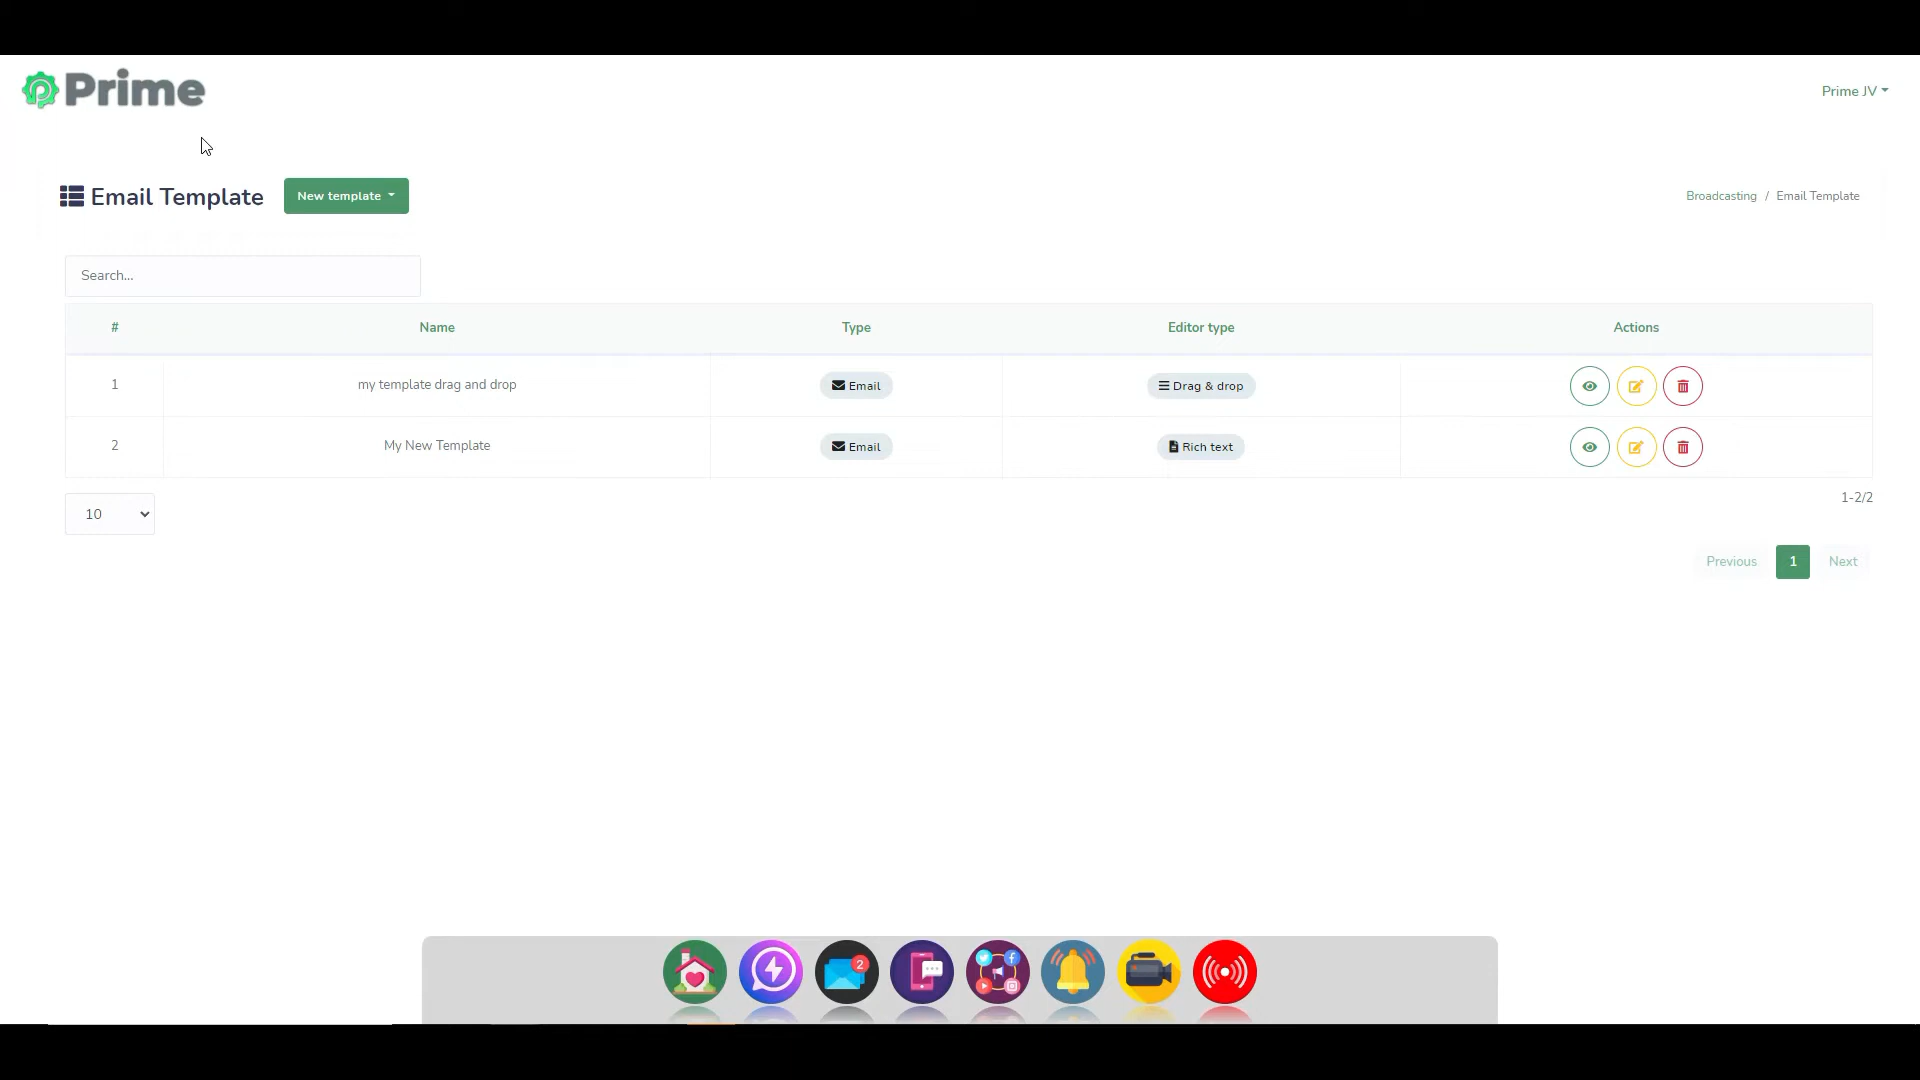 Prime
Prime JV
Email Template
New template
Broadcasting / Email Template
Search...
# Name Type Editor type Actions
1 my template drag and drop Email Drag & drop
2 My New Template Email Rich text
10
1-2/2
Previous 1 Next
2